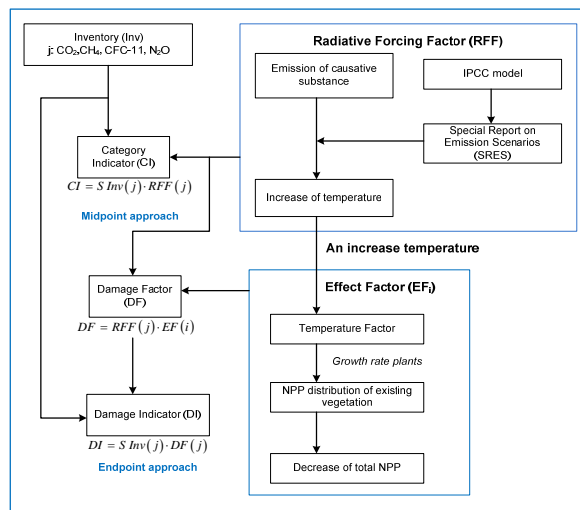 Inventory (Inv)
j: CO₂,CH₄, CFC-11, N₂O
Radiative Forcing Factor (RFF)
Emission of causative
substance
IPCC model
Special Report on
Emission Scenarios
(SRES)
Category
Indicator (CI)
CI = S Inv(j)· RFF(j)
Midpoint approach
Increase of temperature
An increase temperature
Effect Factor (EFᵢ)
Damage Factor
(DF)
DF = RFF(j)· EF(i)
Temperature Factor
Growth rate plants
NPP distribution of existing
vegetation
Damage Indicator (DI)
DI = S Inv(j)· DF(j)
Endpoint approach
Decrease of total NPP